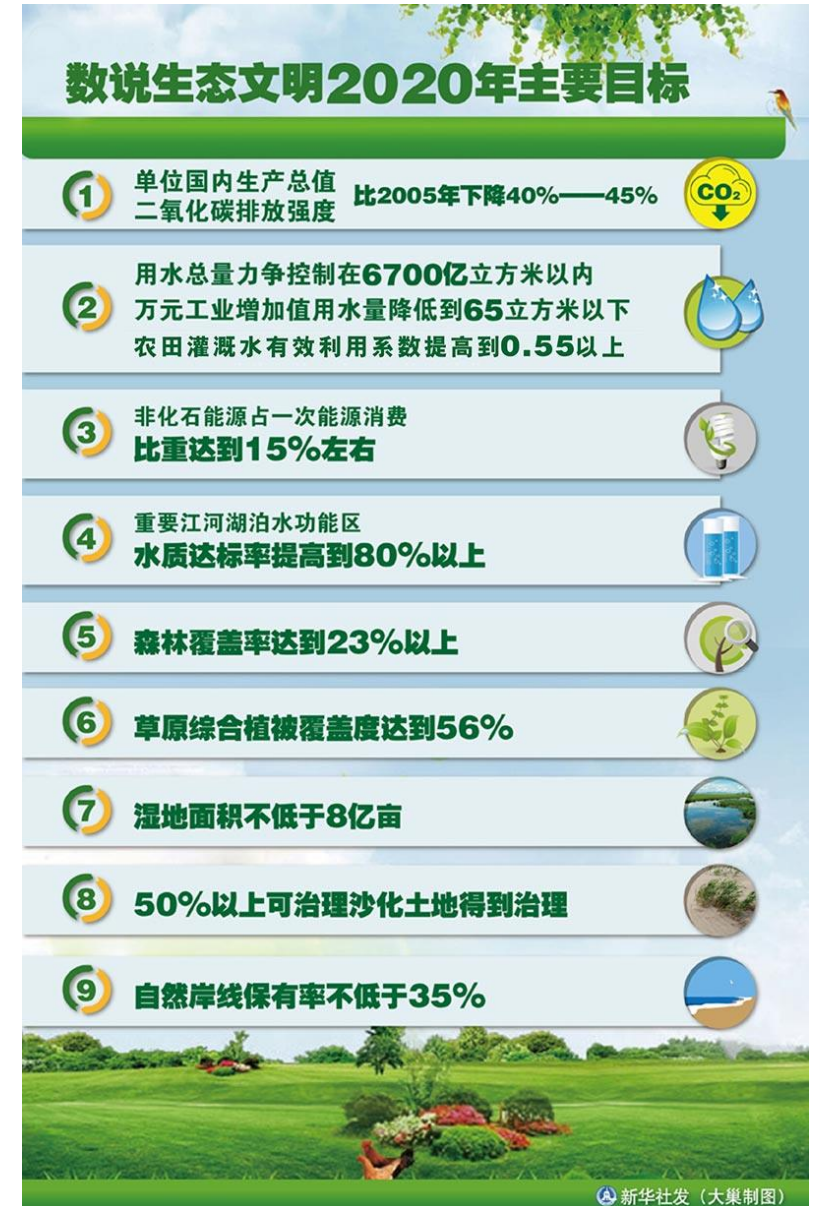 数说生态文明2020年主要目标
1
单位国内生产总值
二氧化碳排放强度
比2005年下降40%——45%
CO₂
2
用水总量力争控制在6700亿立方米以内
万元工业增加值用水量降低到65立方米以下
农田灌溉水有效利用系数提高到0.55以上
3
非化石能源占一次能源消费
比重达到15%左右
4
重要江河湖泊水功能区
水质达标率提高到80%以上
5
森林覆盖率达到23%以上
6
草原综合植被覆盖度达到56%
7
湿地面积不低于8亿亩
8
50%以上可治理沙化土地得到治理
9
自然岸线保有率不低于35%
新华社发（大巢制图）